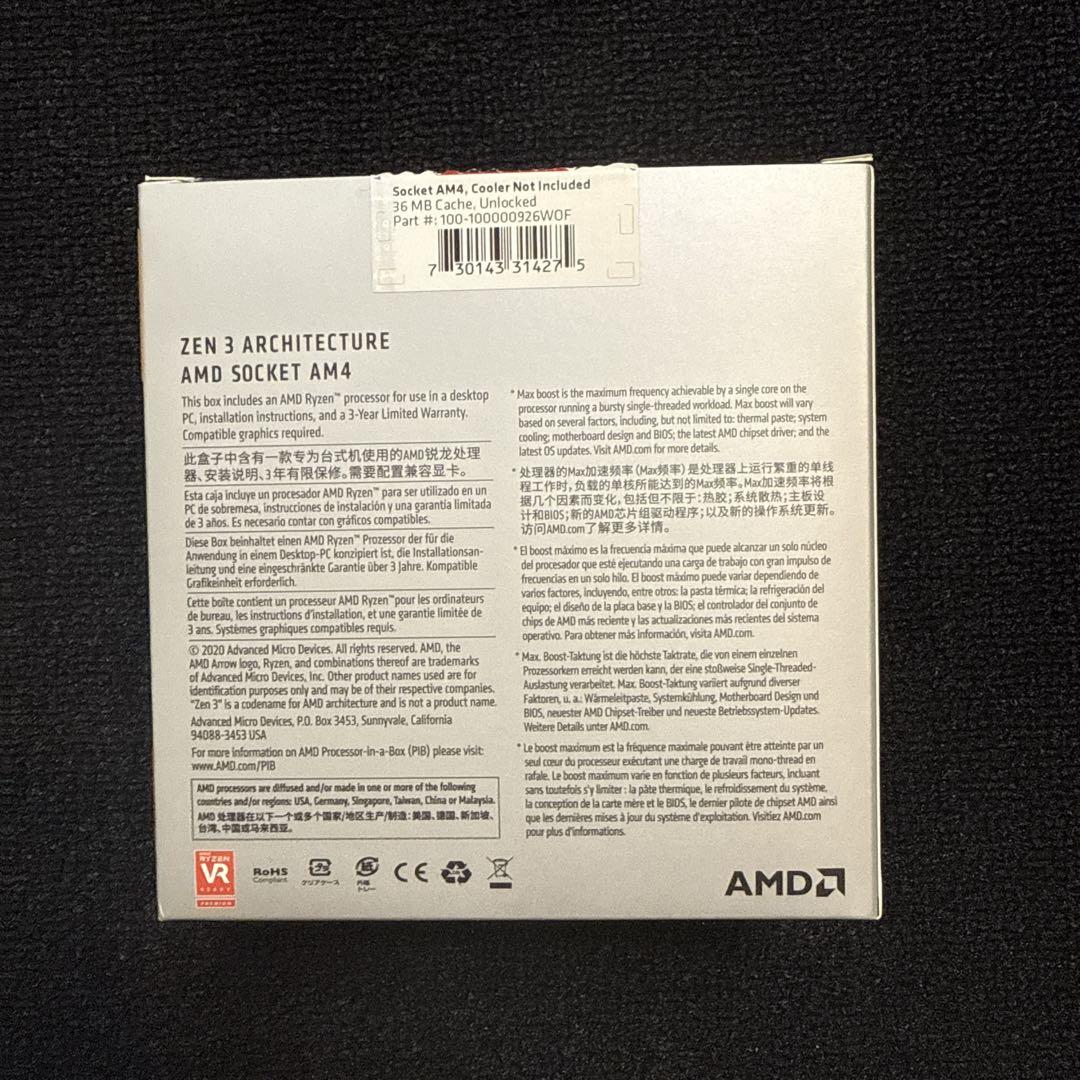 Socket AM4, Cooler Not Included
36 MB Cache, Unlocked
Part #: 100-100000926WOF
7 30143 31427 5
ZEN 3 ARCHITECTURE
AMD SOCKET AM4
This box includes an AMD Ryzen™ processor for use in a desktop
PC, installation instructions, and a 3-Year Limited Warranty.
Compatible graphics required.
此盒子中含有一款专为台式机使用的AMD锐龙处理
器、安装说明、3年有限保修。需要配置兼容显卡。
Esta caja incluye un procesador AMD Ryzen™ para ser utilizado en un
PC de sobremesa, instrucciones de instalación y una garantía limitada
de 3 años. Es necesario contar con gráficos compatibles.
Diese Box beinhaltet einen AMD Ryzen™ Prozessor der für die
Anwendung in einem Desktop-PC konzipiert ist, die Installationsan-
leitung und eine eingeschränkte Garantie über 3 Jahre. Kompatible
Grafikeinheit erforderlich.
Cette boîte contient un processeur AMD Ryzen™pour les ordinateurs
de bureau, les instructions d'installation, et une garantie limitée de
3 ans. Systèmes graphiques compatibles requis.
© 2020 Advanced Micro Devices. All rights reserved. AMD, the
AMD Arrow logo, Ryzen, and combinations thereof are trademarks
of Advanced Micro Devices, Inc. Other product names used are for
identification purposes only and may be of their respective companies.
"Zen 3" is a codename for AMD architecture and is not a product name.
Advanced Micro Devices, P.O. Box 3453, Sunnyvale, California
94088-3453 USA
For more information on AMD Processor-in-a-Box (PIB) please visit:
www.AMD.com/PIB
AMD processors are diffused and/or made in one or more of the following
countries and/or regions: USA, Germany, Singapore, Taiwan, China or Malaysia.
AMD 处理器在以下一个或多个国家/地区生产/制造：美国、德国、新加坡、
台湾、中国或马来西亚。
* Max boost is the maximum frequency achievable by a single core on the
processor running a bursty single-threaded workload. Max boost will vary
based on several factors, including, but not limited to: thermal paste; system
cooling; motherboard design and BIOS; the latest AMD chipset driver; and the
latest OS updates. Visit AMD.com for more details.
* 处理器的Max加速频率（Max频率）是处理器上运行繁重的单线
程工作时，负载的单核所能达到的Max频率。Max加速频率将根
据几个因素而变化，包括但不限于：热胶；系统散热；主板设
计和BIOS；新的AMD芯片组驱动程序；以及新的操作系统更新。
访问AMD.com了解更多详情。
* El boost máximo es la frecuencia máxima que puede alcanzar un solo núcleo
del procesador que esté ejecutando una carga de trabajo con gran impulso de
frecuencias en un solo hilo. El boost máximo puede variar dependiendo de
varios factores, incluyendo, entre otros: la pasta térmica; la refrigeración del
equipo; el diseño de la placa base y la BIOS; el controlador del conjunto de
chips de AMD más reciente y las actualizaciones más recientes del sistema
operativo. Para obtener más información, visita AMD.com.
* Max. Boost-Taktung ist die höchste Taktrate, die von einem einzelnen
Prozessorkern erreicht werden kann, der eine stoßweise Single-Threaded-
Auslastung verarbeitet. Max. Boost-Taktung variiert aufgrund diverser
Faktoren, u. a.: Wärmeleitpaste, Systemkühlung, Motherboard Design und
BIOS, neuester AMD Chipset-Treiber und neueste Betriebssystem-Updates.
Weitere Details unter AMD.com.
* Le boost maximum est la fréquence maximale pouvant être atteinte par un
seul cœur du processeur exécutant une charge de travail mono-thread en
rafale. Le boost maximum varie en fonction de plusieurs facteurs, incluant
sans toutefois s'y limiter : la pâte thermique, le refroidissement du système,
la conception de la carte mère et le BIOS, le dernier pilote de chipset AMD ainsi
que les dernières mises à jour du système d'exploitation. Visitiez AMD.com
pour plus d'informations.
RYZEN
VR
READY
PREMIUM
RoHS
Compliant
プラ
クリアケース
外箱
トレー
CE
AMD